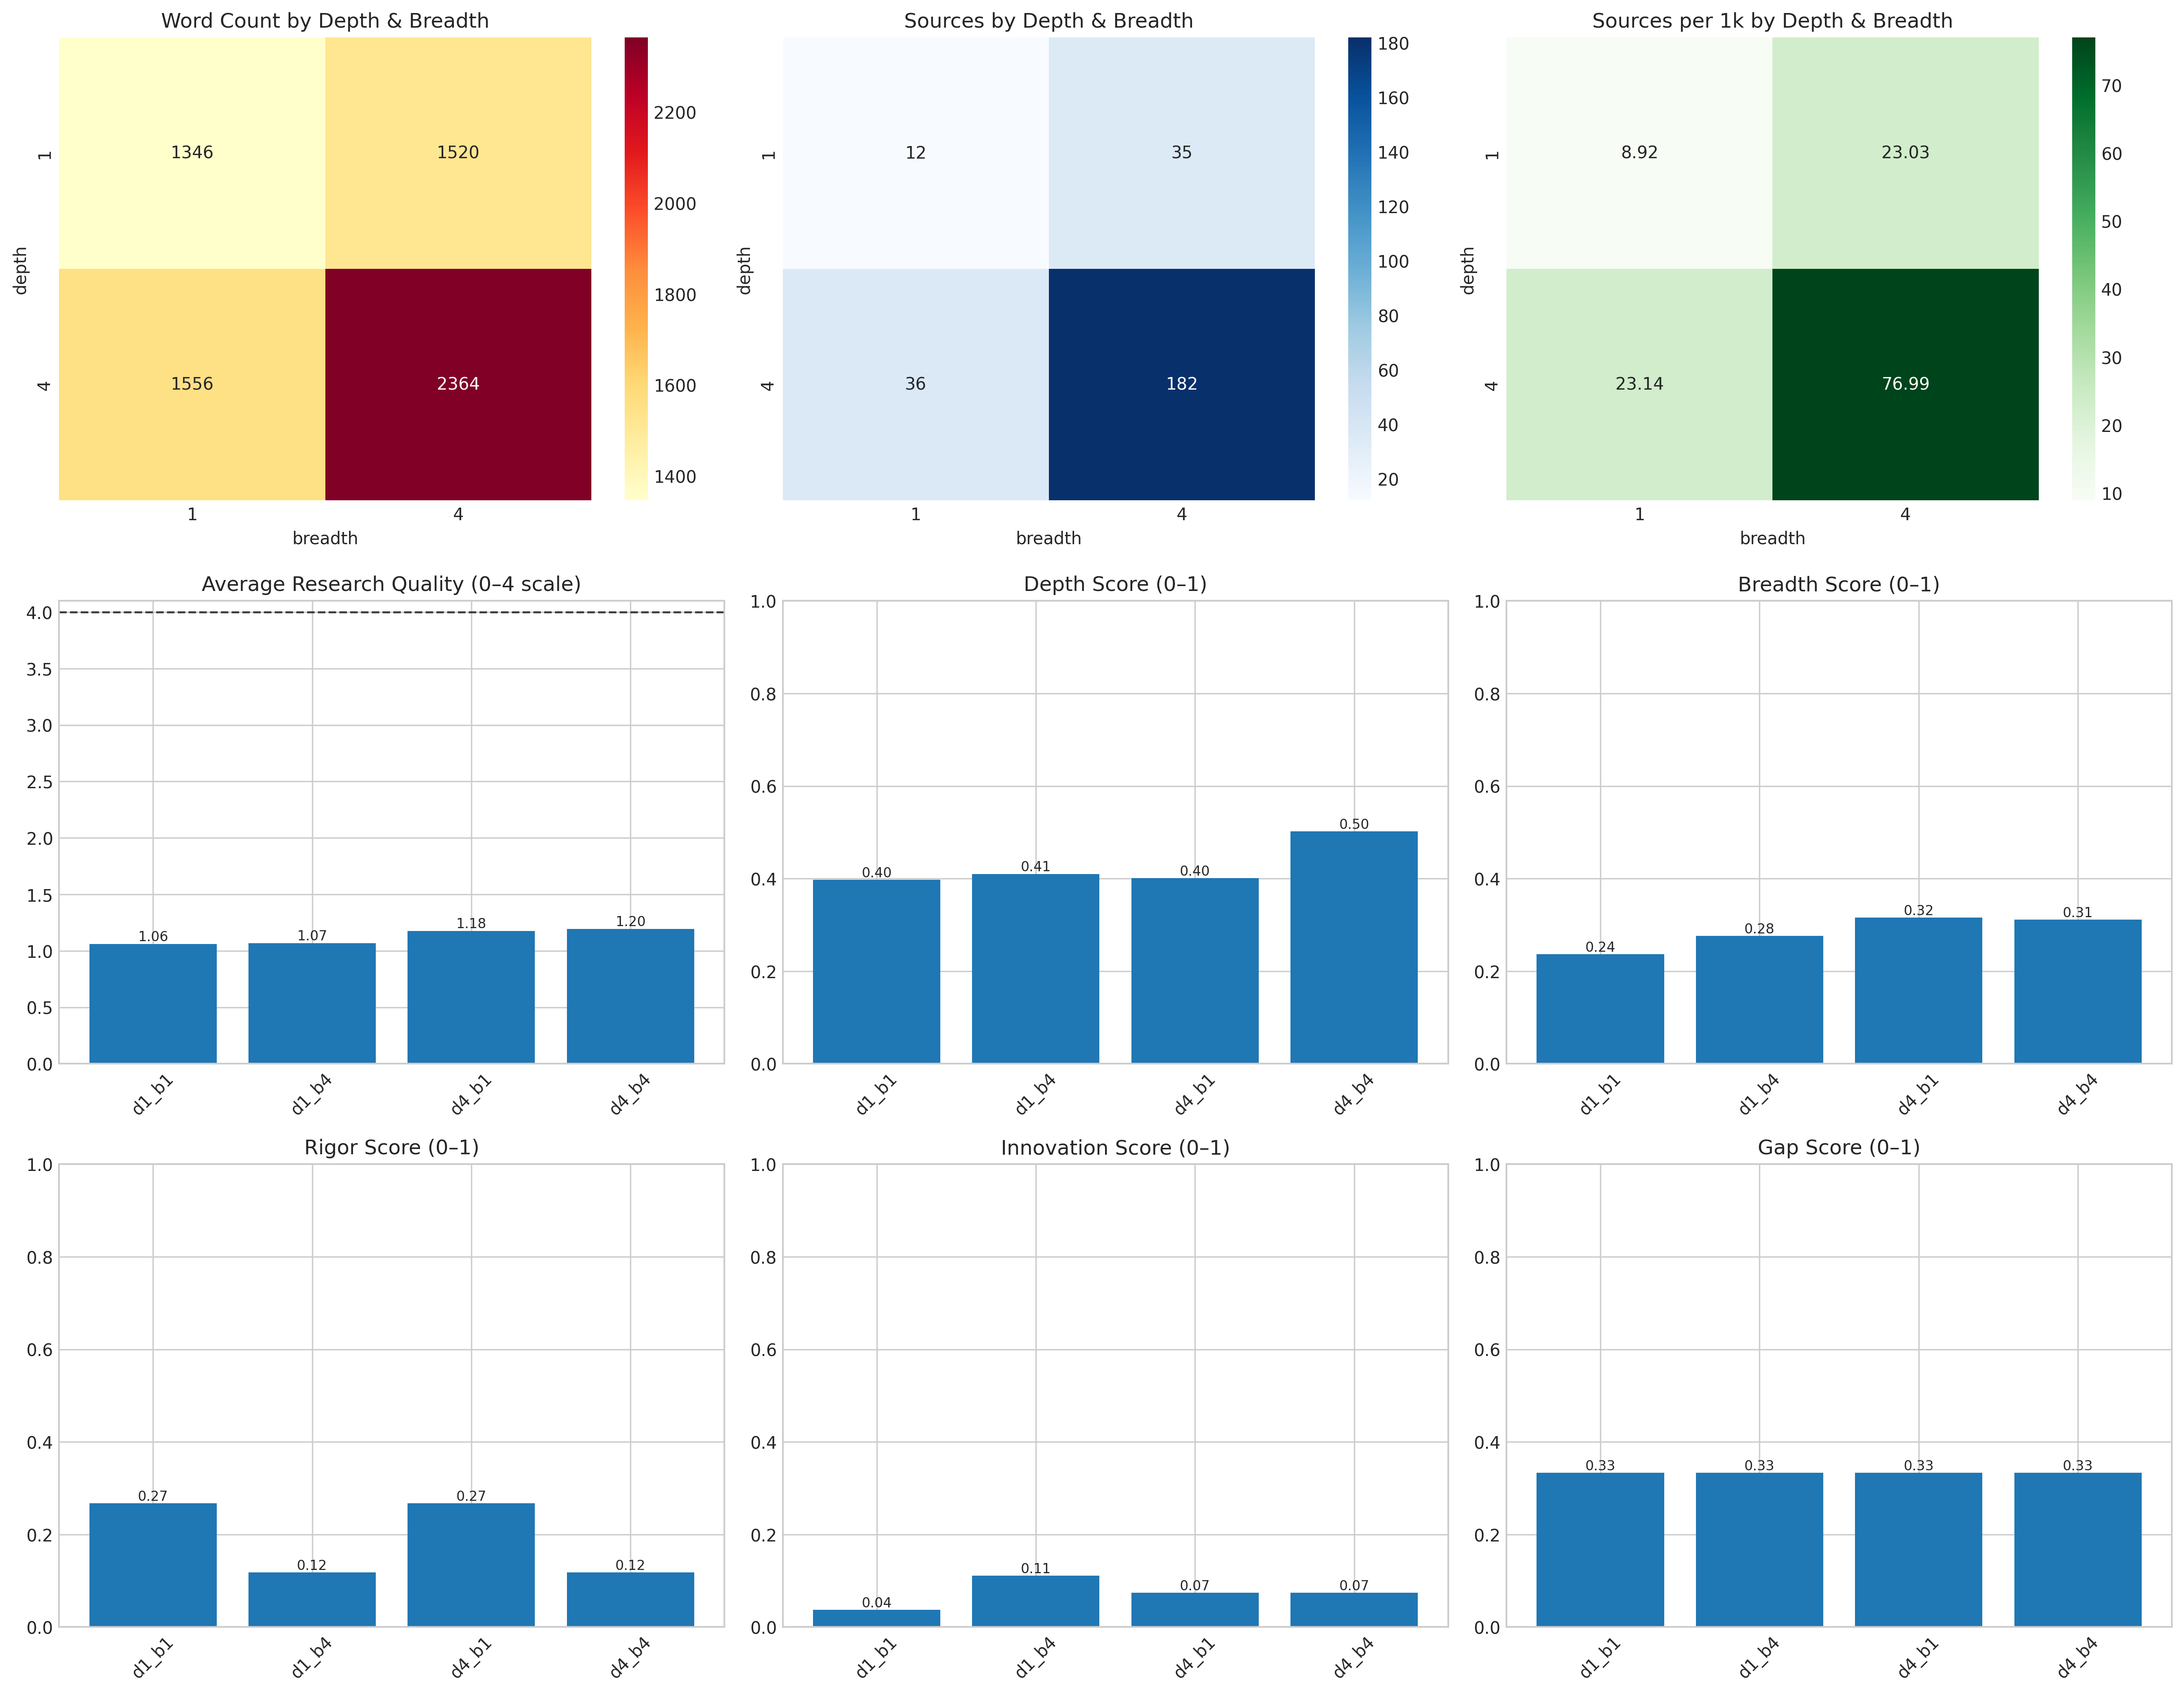 Word Count by Depth & Breadth
1346
1520
1556
2364
1
4
depth
1
4
breadth
2200
2000
1800
1600
1400
Sources by Depth & Breadth
12
35
36
182
1
4
depth
1
4
breadth
180
160
140
120
100
80
60
40
20
Sources per 1k by Depth & Breadth
8.92
23.03
23.14
76.99
1
4
depth
1
4
breadth
70
60
50
40
30
20
10
Average Research Quality (0–4 scale)
4.0
3.5
3.0
2.5
2.0
1.5
1.0
0.5
0.0
1.06
1.07
1.18
1.20
d1_b1
d1_b4
d4_b1
d4_b4
Depth Score (0–1)
1.0
0.8
0.6
0.4
0.2
0.0
0.40
0.41
0.40
0.50
d1_b1
d1_b4
d4_b1
d4_b4
Breadth Score (0–1)
1.0
0.8
0.6
0.4
0.2
0.0
0.24
0.28
0.32
0.31
d1_b1
d1_b4
d4_b1
d4_b4
Rigor Score (0–1)
1.0
0.8
0.6
0.4
0.2
0.0
0.27
0.12
0.27
0.12
d1_b1
d1_b4
d4_b1
d4_b4
Innovation Score (0–1)
1.0
0.8
0.6
0.4
0.2
0.0
0.04
0.11
0.07
0.07
d1_b1
d1_b4
d4_b1
d4_b4
Gap Score (0–1)
1.0
0.8
0.6
0.4
0.2
0.0
0.33
0.33
0.33
0.33
d1_b1
d1_b4
d4_b1
d4_b4